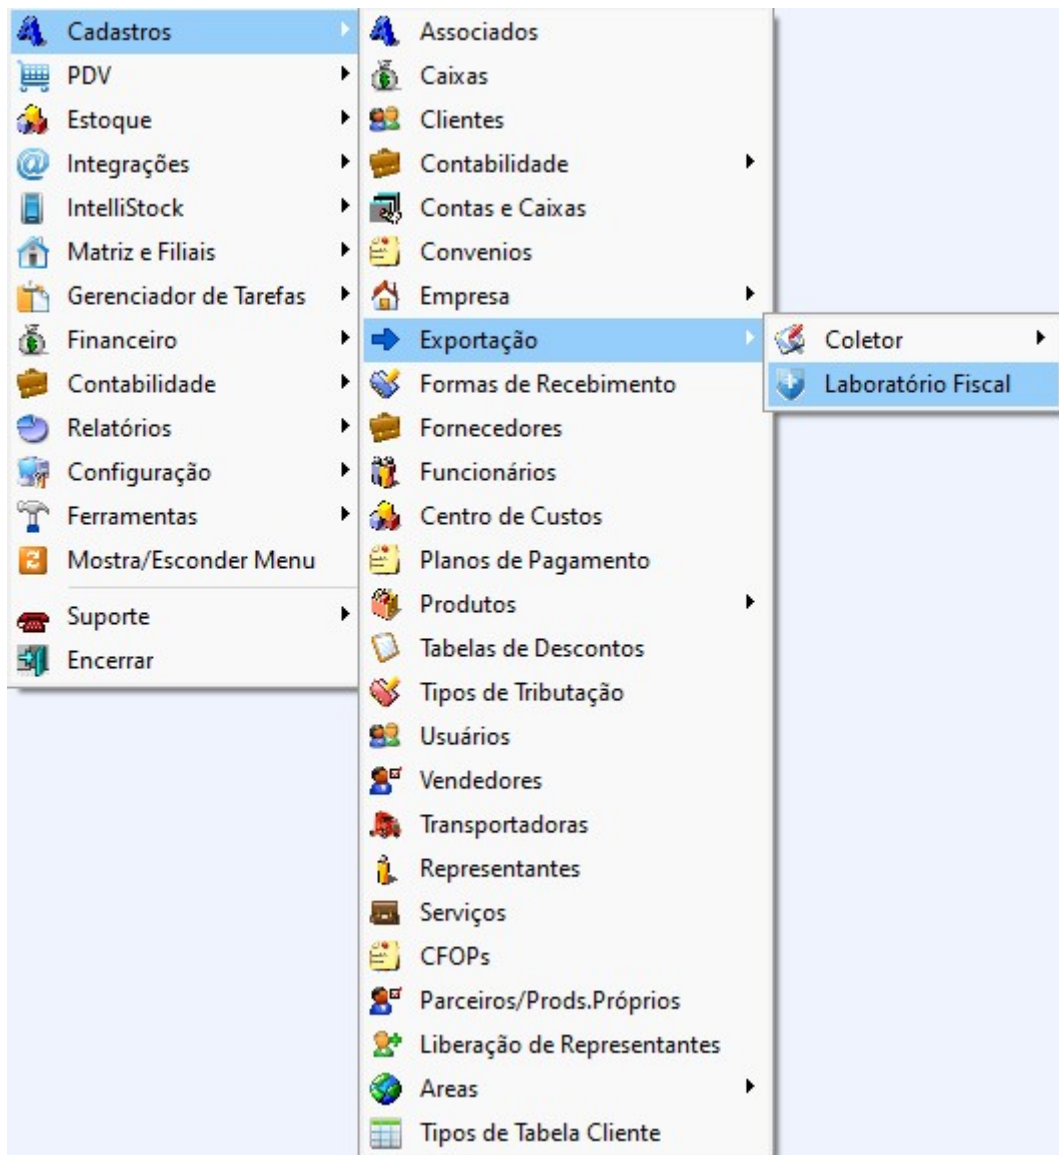 Cadastros
PDV
Estoque
Integrações
IntelliStock
Matriz e Filiais
Gerenciador de Tarefas
Financeiro
Contabilidade
Relatórios
Configuração
Ferramentas
Mostra/Esconder Menu
Suporte
Encerrar
Associados
Caixas
Clientes
Contabilidade
Contas e Caixas
Convenios
Empresa
Exportação
Formas de Recebimento
Fornecedores
Funcionários
Centro de Custos
Planos de Pagamento
Produtos
Tabelas de Descontos
Tipos de Tributação
Usuários
Vendedores
Transportadoras
Representantes
Serviços
CFOPs
Parceiros/Prods.Próprios
Liberação de Representantes
Areas
Tipos de Tabela Cliente
Coletor
Laboratório Fiscal